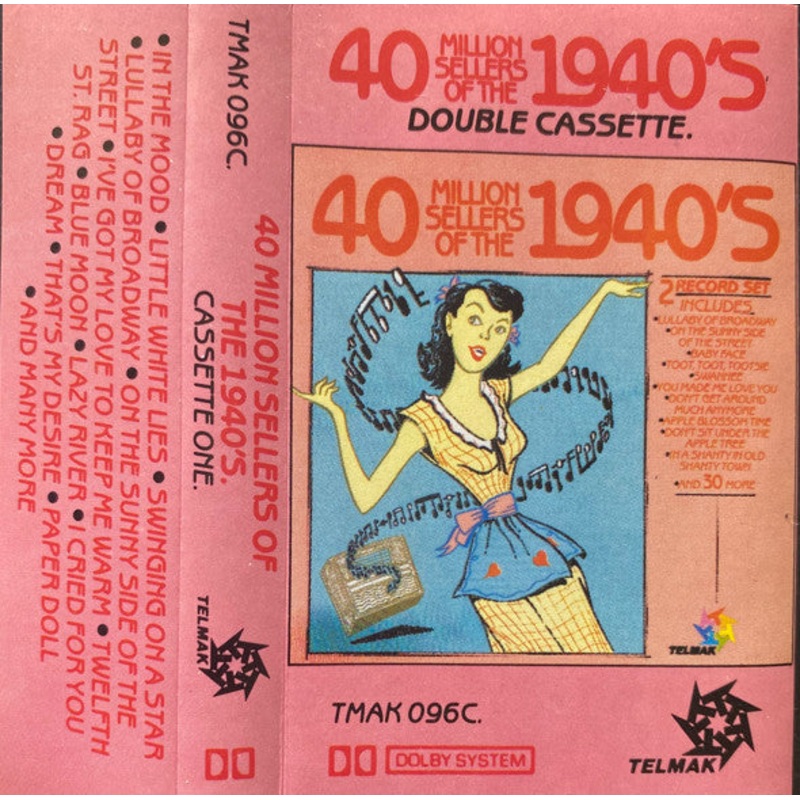 • IN THE MOOD • LITTLE WHITE LIES • SWINGING ON A STAR
• LULLABY OF BROADWAY • ON THE SUNNY SIDE OF THE
STREET • I'VE GOT MY LOVE TO KEEP ME WARM • TWELFTH
ST. RAG • BLUE MOON • LAZY RIVER • CRIED FOR YOU
• DREAM • THAT'S MY DESIRE • PAPER DOLL
• AND MANY MORE
TMAK 096C.
40 MILLION SELLERS OF
THE 1940'S.
CASSETTE ONE.
TELMAK
40 MILLION
SELLERS
OF THE 1940'S
DOUBLE CASSETTE.
40 MILLION
SELLERS
OF THE 1940'S
2 RECORD SET
INCLUDES
•LULLABY OF BROADWAY
•ON THE SUNNY SIDE
OF THE STREET
•BABY FACE
•TOOT, TOOT, TOOTSIE
•SWANNEE
•YOU MADE ME LOVE YOU
•DON'T GET AROUND
MUCH ANYMORE
•APPLE BLOSSOM TIME
•DON'T SIT UNDER THE
APPLE TREE
•IN A SHANTY IN OLD
SHANTY TOWN
•AND 30 MORE
TELMAK
TMAK 096C.
DOLBY SYSTEM
TELMAK